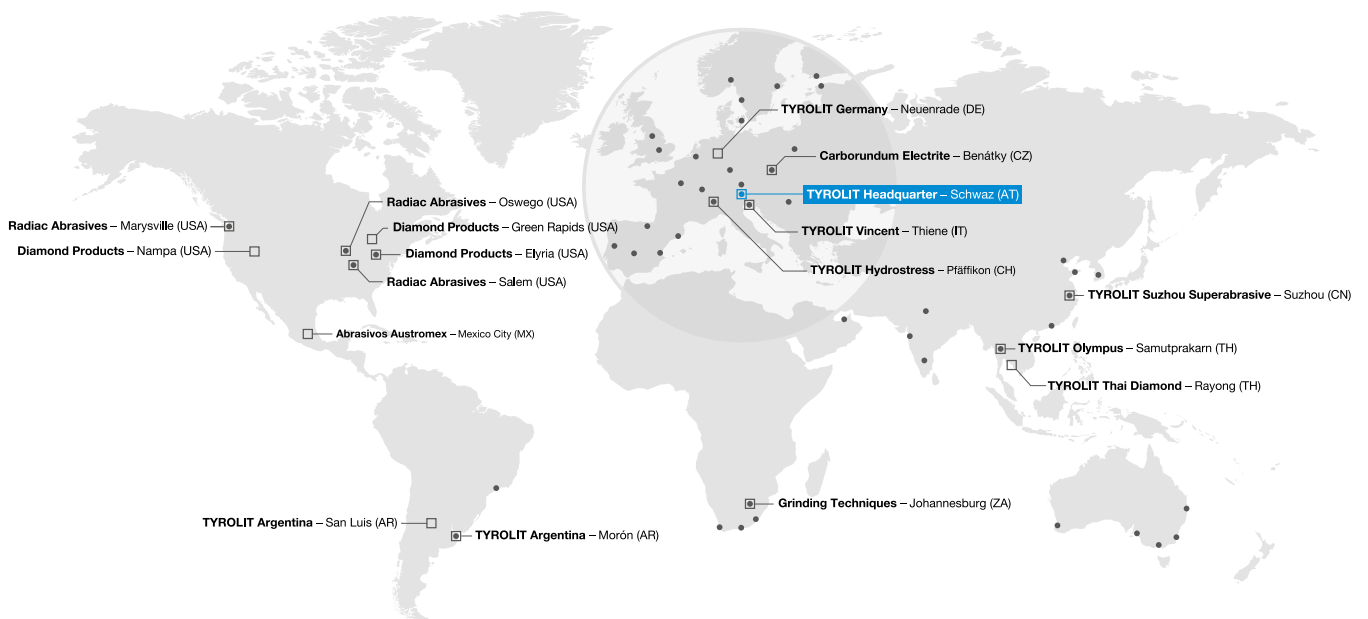 TYROLIT Germany – Neuenrade (DE)
Carborundum Electrite – Benátky (CZ)
TYROLIT Headquarter – Schwaz (AT)
Radiac Abrasives – Oswego (USA)
Radiac Abrasives – Marysville (USA)
Diamond Products – Green Rapids (USA)
TYROLIT Vincent – Thiene (IT)
Diamond Products – Nampa (USA)
Diamond Products – Elyria (USA)
TYROLIT Hydrostress – Pfäffikon (CH)
Radiac Abrasives – Salem (USA)
TYROLIT Suzhou Superabrasive – Suzhou (CN)
Abrasivos Austromex – Mexico City (MX)
TYROLIT Olympus – Samutprakarn (TH)
TYROLIT Thai Diamond – Rayong (TH)
Grinding Techniques – Johannesburg (ZA)
TYROLIT Argentina – San Luis (AR)
TYROLIT Argentina – Morón (AR)